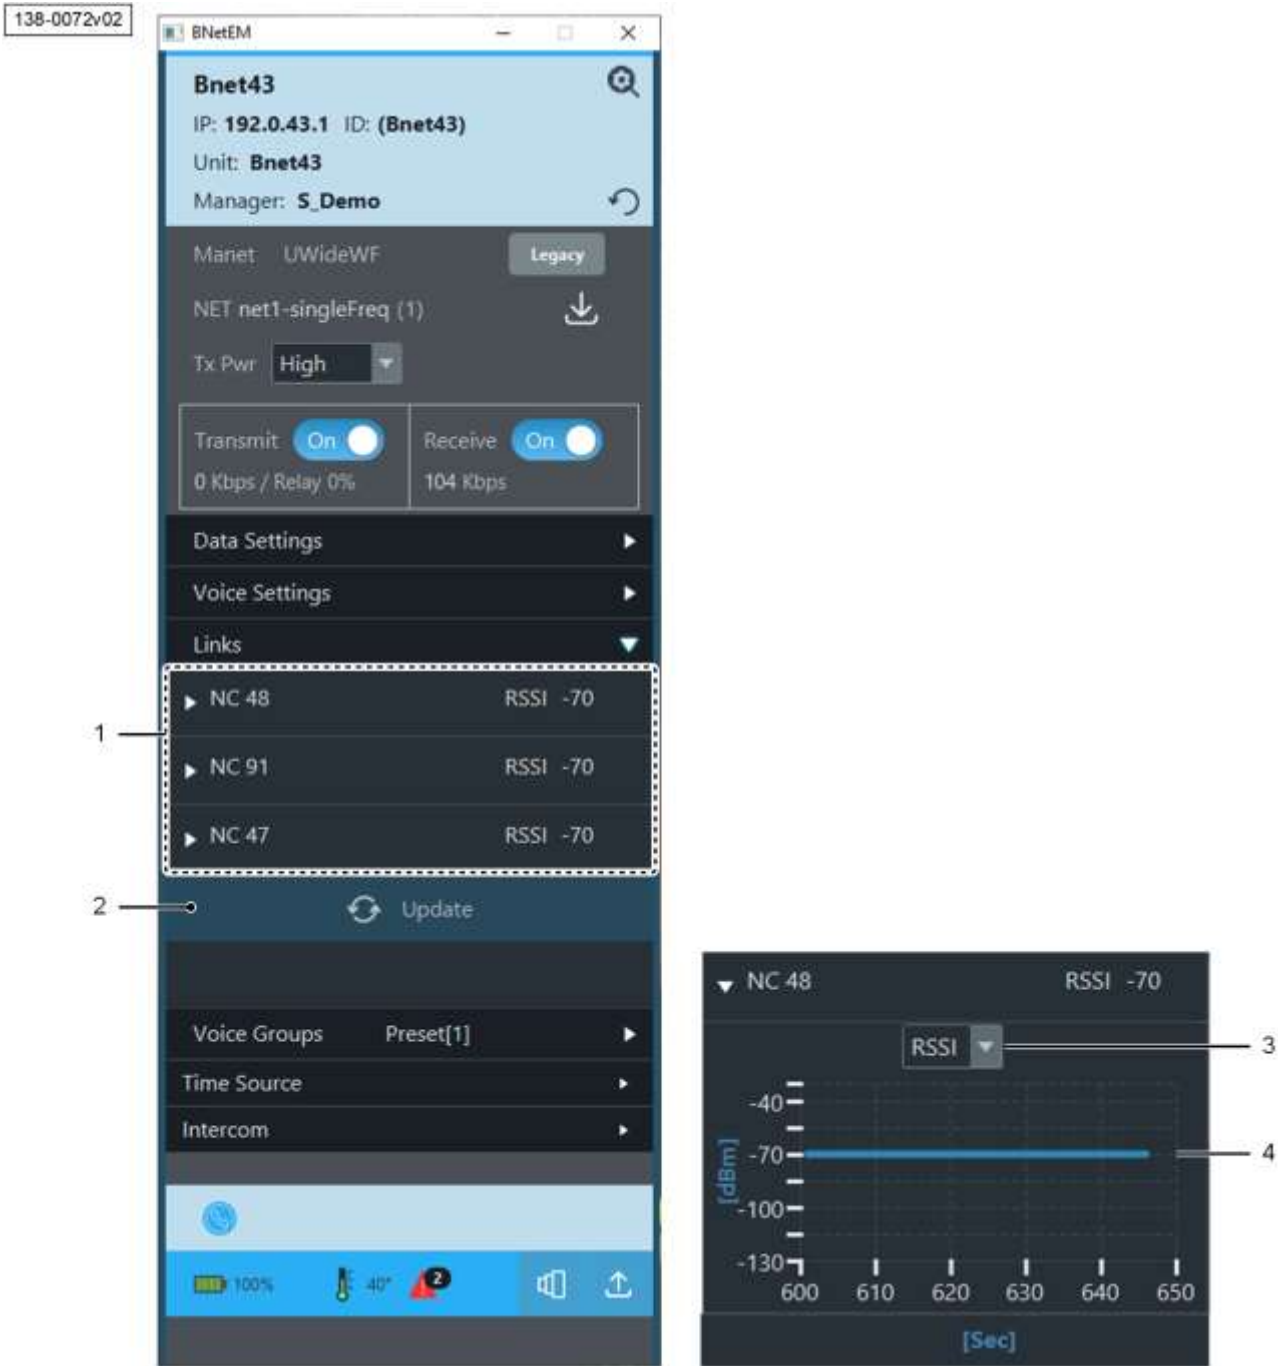 138-0072v02
BNetEM
Bnet43
IP: 192.0.43.1 ID: (Bnet43)
Unit: Bnet43
Manager: S_Demo
Manet UWideWF Legacy
NET net1-singleFreq (1)
Tx Pwr High
Transmit On Receive On
0 Kbps / Relay 0% 104 Kbps
Data Settings
Voice Settings
Links
NC 48 RSSI -70
1
NC 91 RSSI -70
NC 47 RSSI -70
2 Update
Voice Groups Preset[1]
Time Source
Intercom
100% 40° 2
NC 48 RSSI -70
RSSI 3
-40
-70 4
-100
-130
[dBm]
600 610 620 630 640 650
[Sec]